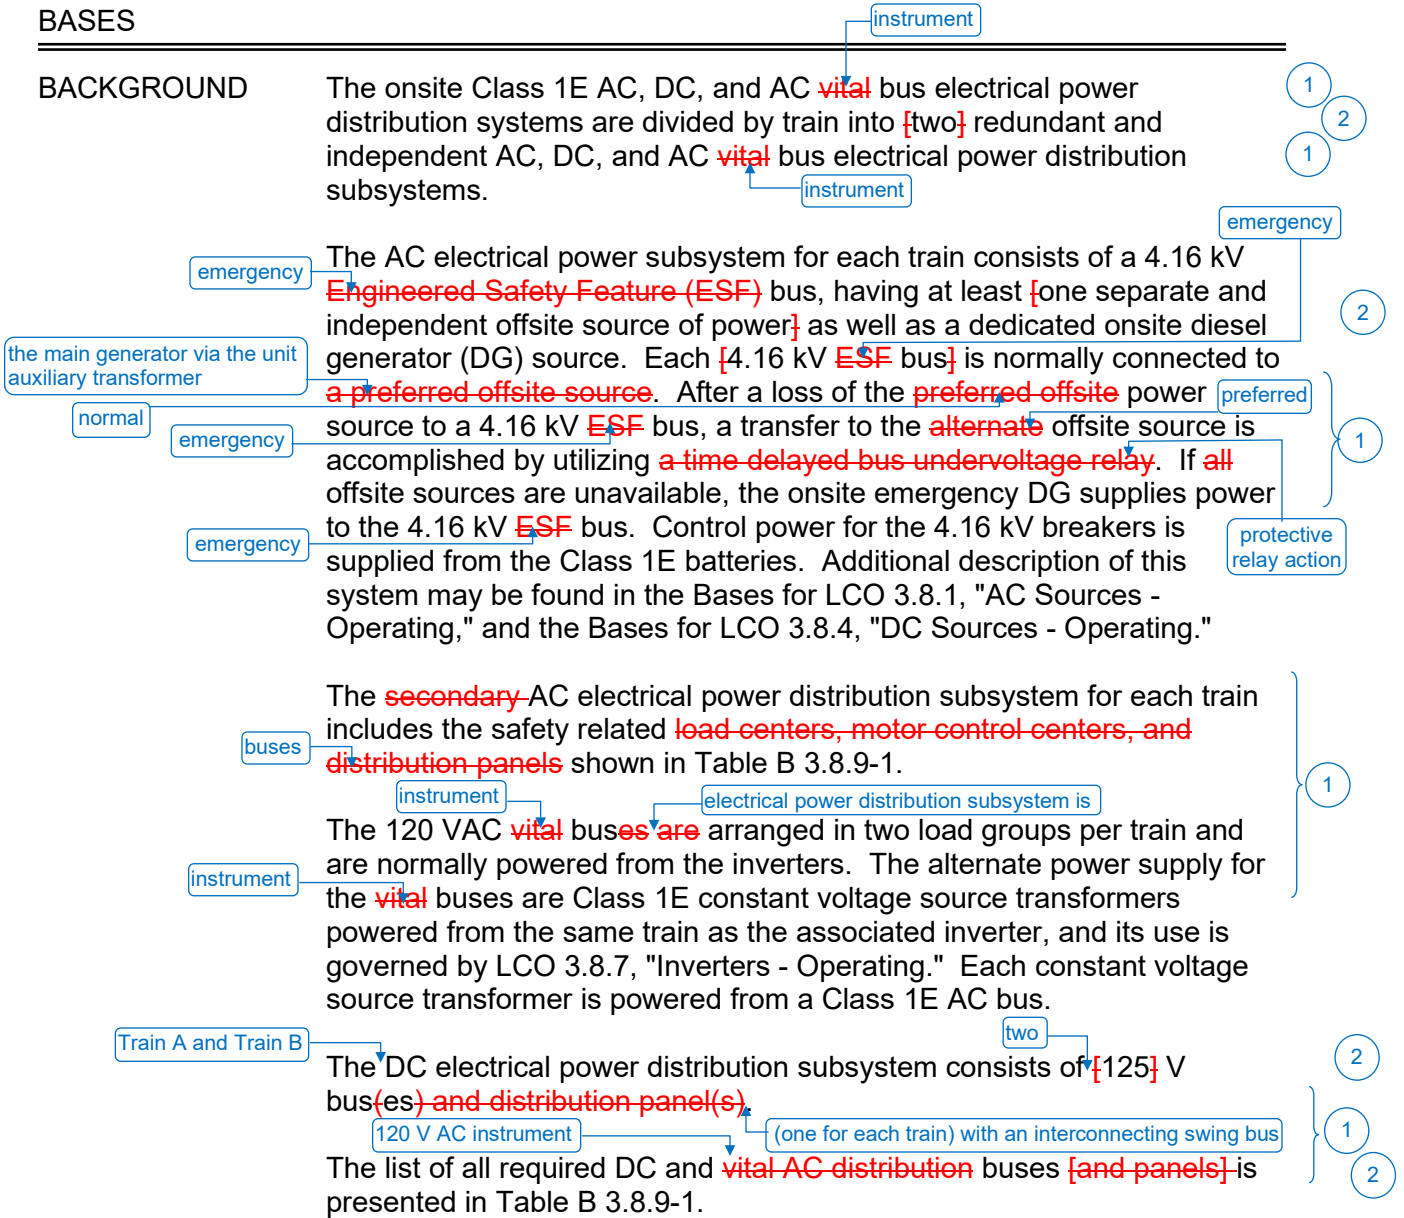 BASES
instrument
BACKGROUND The onsite Class 1E AC, DC, and AC vital bus electrical power 1
distribution systems are divided by train into [two] redundant and 2
independent AC, DC, and AC vital bus electrical power distribution 1
subsystems.
instrument
emergency
The AC electrical power subsystem for each train consists of a 4.16 kV
emergency
Engineered Safety Feature (ESF) bus, having at least [one separate and
independent offsite source of power] as well as a dedicated onsite diesel 2
the main generator via the unit
auxiliary transformer
generator (DG) source. Each [4.16 kV ESF bus] is normally connected to
a preferred offsite source. After a loss of the preferred offsite power
preferred
normal
source to a 4.16 kV ESF bus, a transfer to the alternate offsite source is
emergency
1
accomplished by utilizing a time delayed bus undervoltage relay. If all
offsite sources are unavailable, the onsite emergency DG supplies power
to the 4.16 kV ESF bus. Control power for the 4.16 kV breakers is
emergency
protective
relay action
supplied from the Class 1E batteries. Additional description of this
system may be found in the Bases for LCO 3.8.1, "AC Sources -
Operating," and the Bases for LCO 3.8.4, "DC Sources - Operating."
The secondary AC electrical power distribution subsystem for each train
includes the safety related load centers, motor control centers, and
buses
distribution panels shown in Table B 3.8.9-1.
1
instrument
electrical power distribution subsystem is
The 120 VAC vital buses are arranged in two load groups per train and
are normally powered from the inverters. The alternate power supply for
instrument
the vital buses are Class 1E constant voltage source transformers
powered from the same train as the associated inverter, and its use is
governed by LCO 3.8.7, "Inverters - Operating." Each constant voltage
source transformer is powered from a Class 1E AC bus.
Train A and Train B
two
The DC electrical power distribution subsystem consists of [125] V 2
bus(es) and distribution panel(s).
120 V AC instrument
(one for each train) with an interconnecting swing bus
1
The list of all required DC and vital AC distribution buses [and panels] is 2
presented in Table B 3.8.9-1.